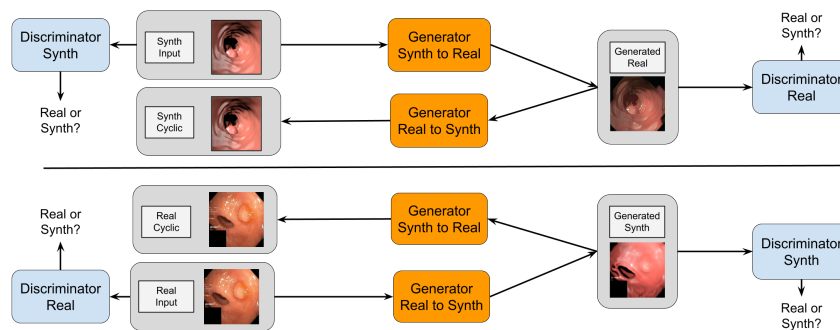 Discriminator
Synth
Synth
Input
Generator
Synth to Real
Generated
Real
Real or
Synth?
Discriminator
Real
Real or
Synth?
Synth
Cyclic
Generator
Real to Synth
Real or
Synth?
Real
Cyclic
Generator
Synth to Real
Generated
Synth
Discriminator
Synth
Discriminator
Real
Real
Input
Generator
Real to Synth
Real or
Synth?